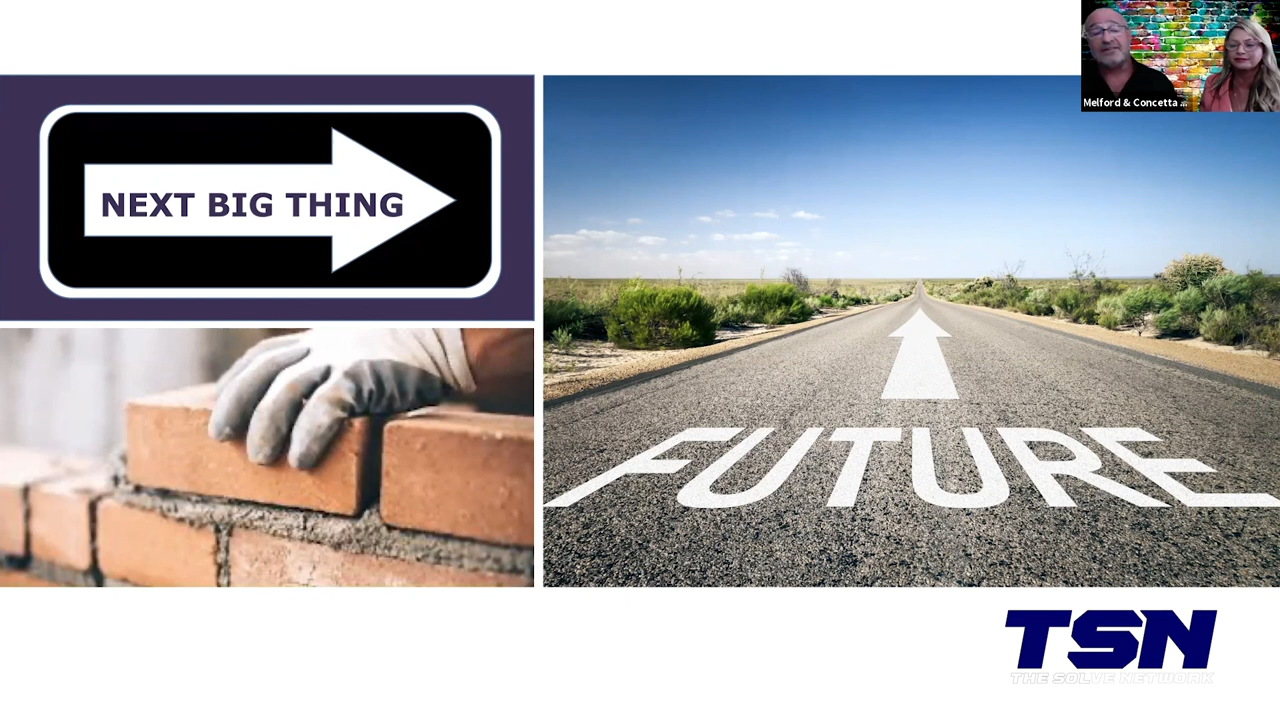 Melford & Concetta ...
NEXT BIG THING
FUTURE
TSN
THE SOLVE NETWORK